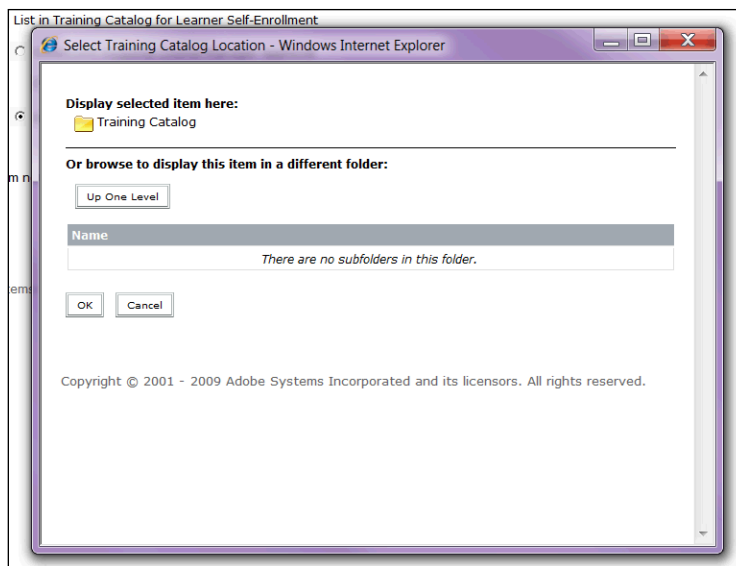 List in Training Catalog for Learner Self-Enrollment
Select Training Catalog Location - Windows Internet Explorer
Display selected item here:
Training Catalog
Or browse to display this item in a different folder:
m n
Up One Level
Name
There are no subfolders in this folder.
ems
OK Cancel
Copyright © 2001 - 2009 Adobe Systems Incorporated and its licensors. All rights reserved.